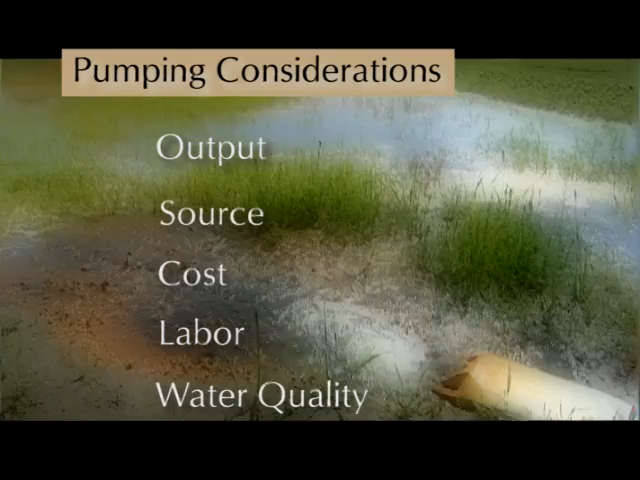 Pumping Considerations
Output
Source
Cost
Labor
Water Quality